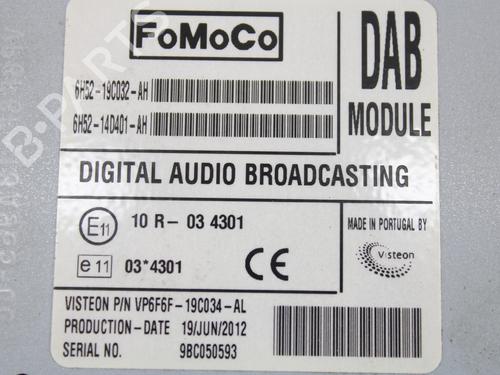 FoMoCo
DAB
MODULE
6H52-19C032-AH
6H52-14D401-AH
DIGITAL AUDIO BROADCASTING
E11
10 R - 03 4301
e 11
03*4301
CE
MADE IN PORTUGAL BY
Visteon
VISTEON P/N VP6F6F-19C034-AL
PRODUCTION-DATE 19/JUN/2012
SERIAL NO. 9BC050593
B-PARTS